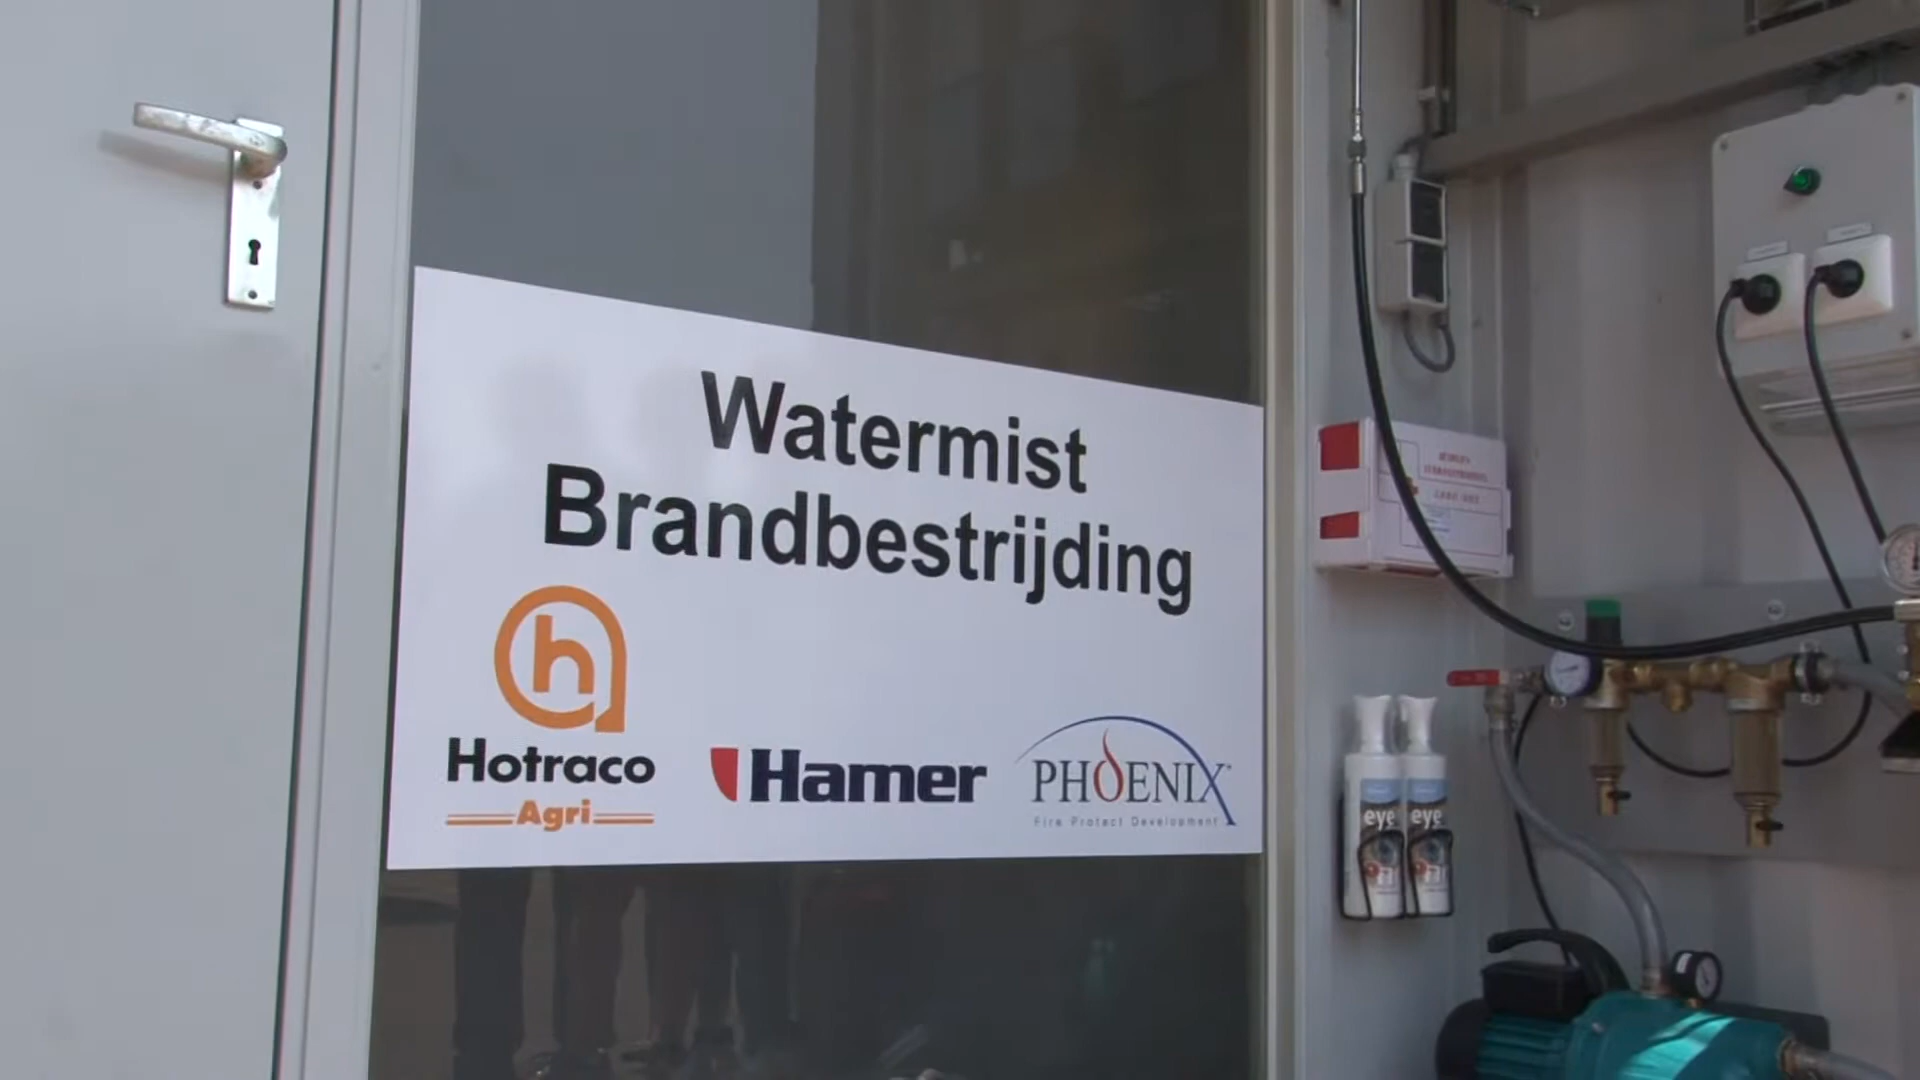 Watermist
Brandbestrijding
h
Hotraco
Agri
Hamer
PHOENIX
Fire Protect Development
eye
eye